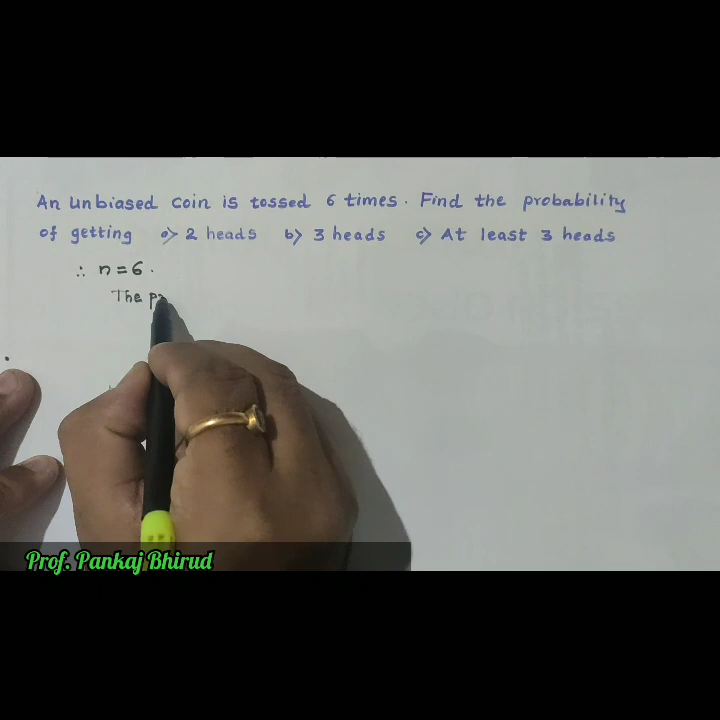 An unbiased coin is tossed 6 times. Find the probability
of getting a) 2 heads b) 3 heads c) At least 3 heads
∴ n = 6.
The
Prof. Pankaj Bhirud